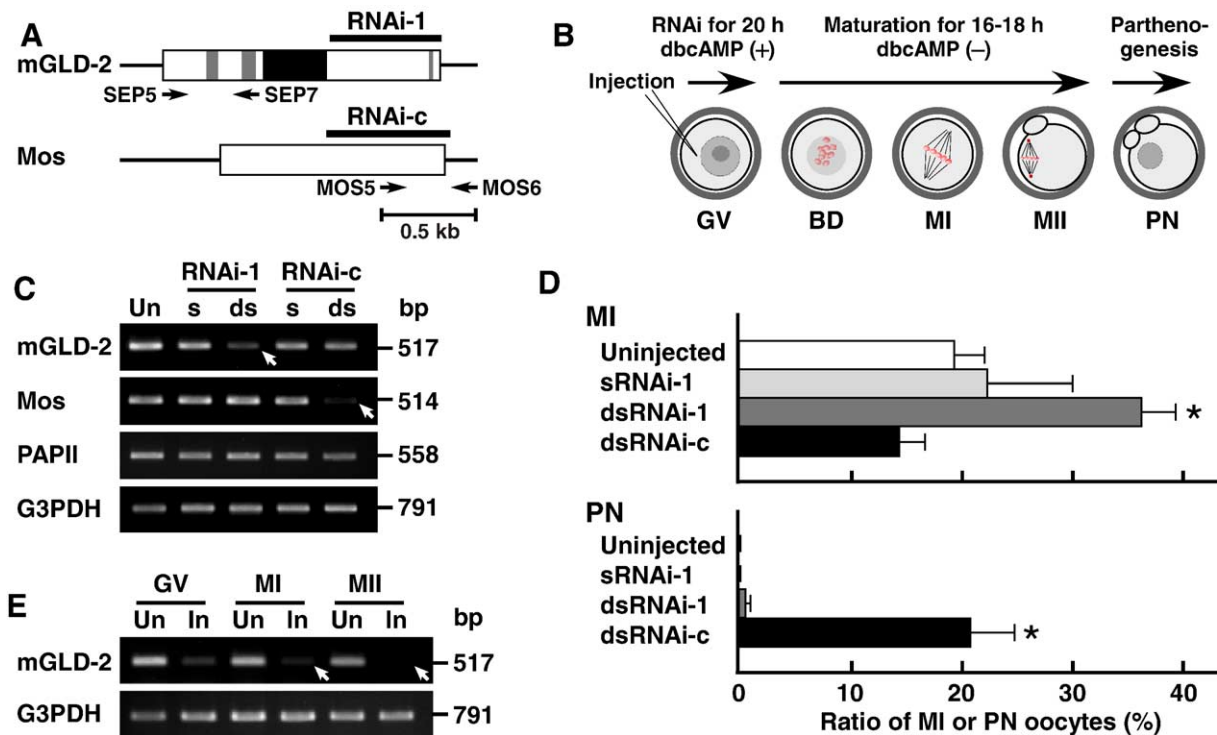 A
RNAi-1
mGLD-2
SEP5
SEP7
RNAi-c
Mos
MOS5
MOS6
0.5 kb
B
RNAi for 20 h
dbcAMP (+)
Maturation for 16-18 h
dbcAMP (–)
Partheno-
genesis
Injection
GV BD MI MII PN
C
RNAi-1 RNAi-c
Un s ds s ds bp
mGLD-2 517
Mos 514
PAPII 558
G3PDH 791
D
MI
Uninjected
sRNAi-1
dsRNAi-1 *
dsRNAi-c
PN
Uninjected
sRNAi-1
dsRNAi-1
dsRNAi-c *
0 10 20 30 40
Ratio of MI or PN oocytes (%)
E
GV MI MII
Un In Un In Un In bp
mGLD-2 517
G3PDH 791